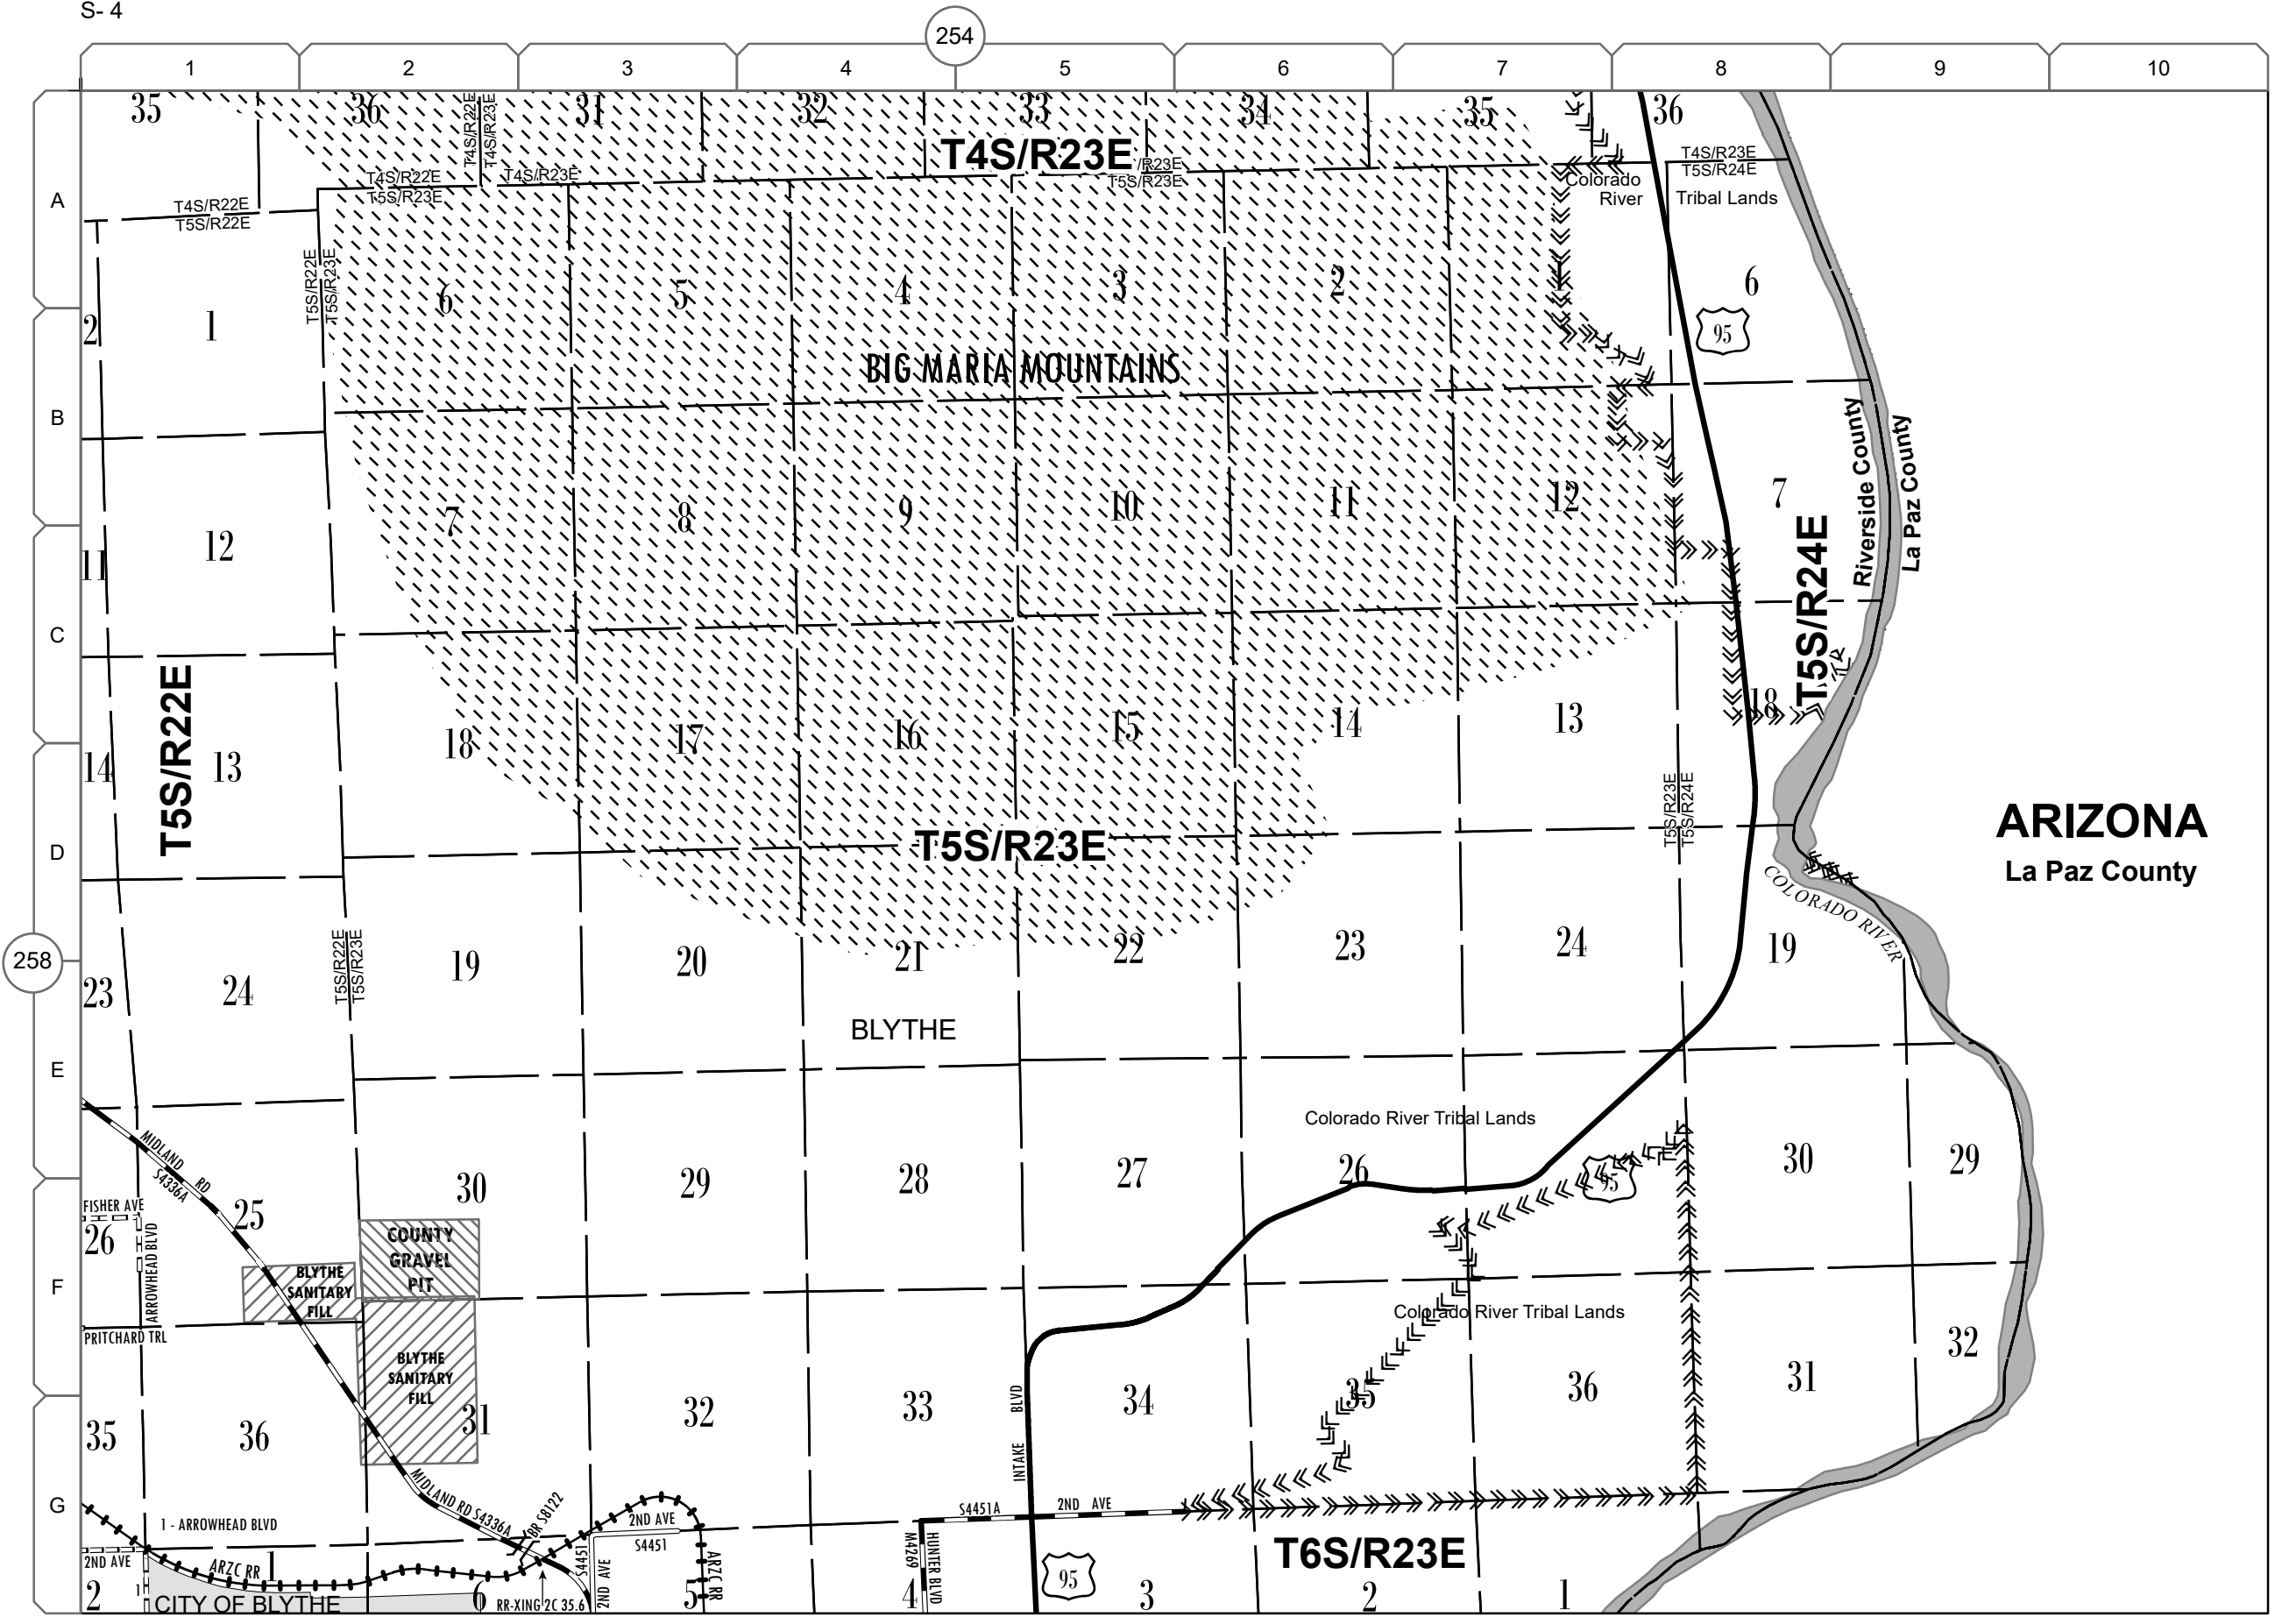 S- 4
254
1 2 3 4 5 6 7 8 9 10
35 36 31 32 33 34 35 36
T4S/R22E
T4S/R23E
T4S/R23E
T4S/R22E
T5S/R23E
T4S/R23E
/R23E
T5S/R23E
T4S/R23E
T5S/R24E
A
T4S/R22E
T5S/R22E
Colorado
River
Tribal Lands
T5S/R22E
T5S/R23E
6 5 4 3 2 1 6
2 1
95
BIG MARIA MOUNTAINS
B
Riverside County
La Paz County
7 8 9 10 11 12 7
11 12
T5S/R24E
C
T5S/R22E
18 17 16 15 14 13 18
14 13
T5S/R23E
T5S/R24E
ARIZONA
La Paz County
D
T5S/R23E
COLORADO RIVER
258
T5S/R22E
T5S/R23E
23 24 19 20 21 22 23 24 19
BLYTHE
E
Colorado River Tribal Lands
MIDLAND RD
S4336A
30 29 28 27 26 30 29
95
FISHER AVE
26 25
ARROWHEAD BLVD
COUNTY
GRAVEL
PIT
BLYTHE
SANITARY
FILL
F
Colorado River Tribal Lands
PRITCHARD TRL
BLYTHE
SANITARY
FILL
35 36 31 32 33 34 35 36 31 32
INTAKE BLVD
G
MIDLAND RD S4336A
BR S8122
2ND AVE
S4451
S4451A
2ND AVE
1 - ARROWHEAD BLVD
2ND AVE
ARZC RR
S4451
2ND AVE
ARZC RR
M4269
HUNTER BLVD
T6S/R23E
95
2 1 1 6 5 4 3 2 1
CITY OF BLYTHE
RR-XING 2C 35.6